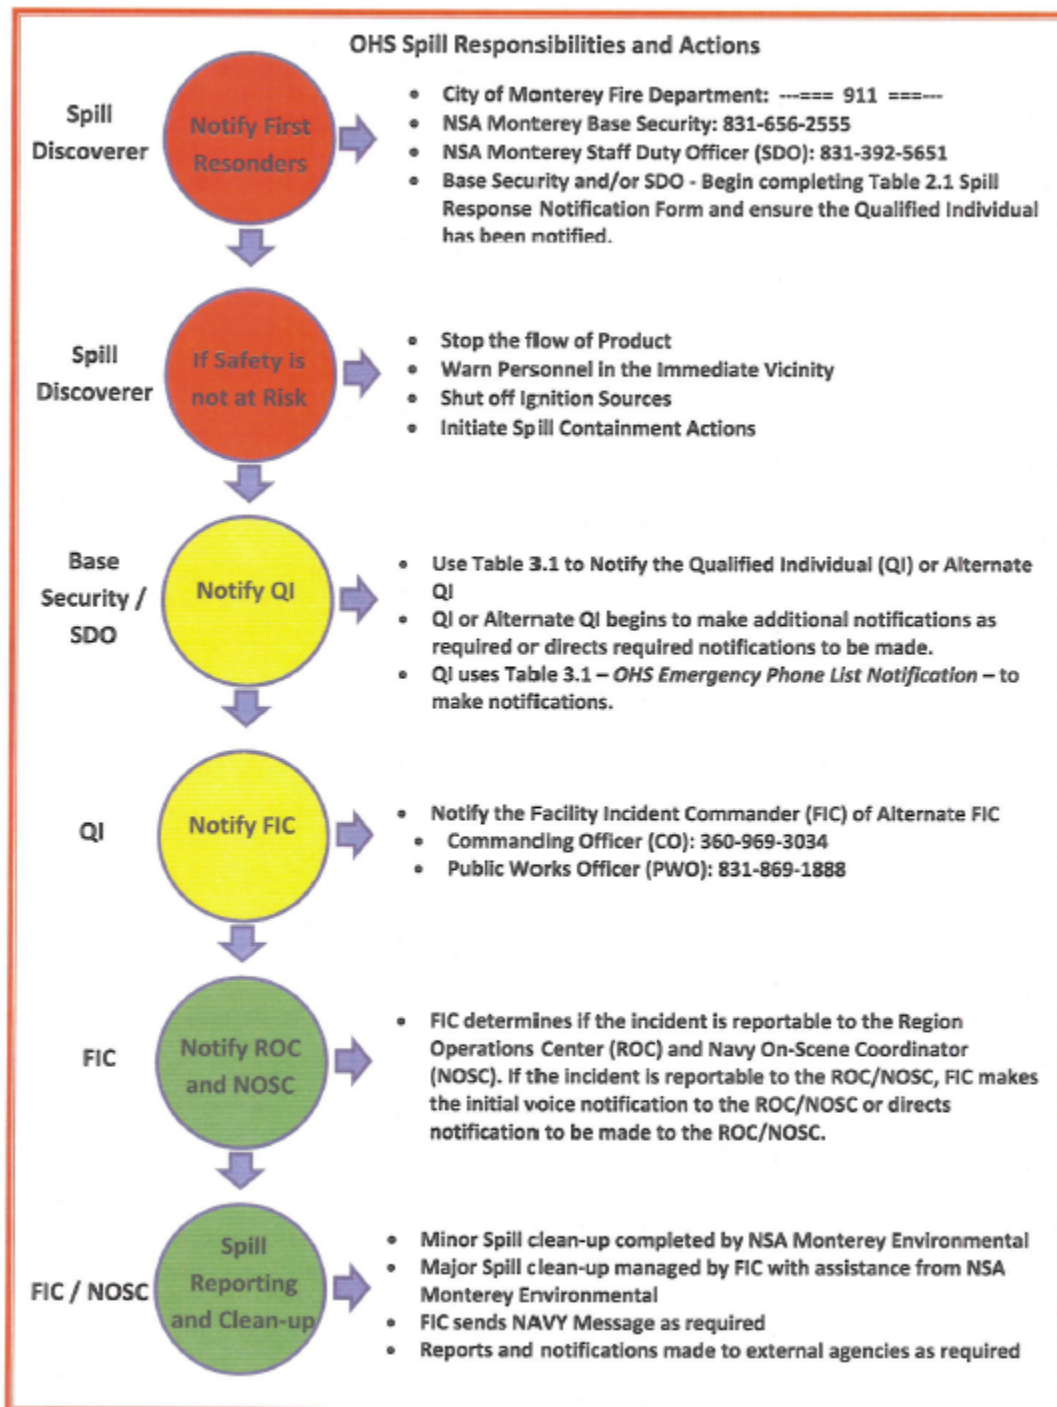 OHS Spill Responsibilities and Actions
Spill
Discoverer
Notify First
Resonders
• City of Monterey Fire Department: ---=== 911 ===---
• NSA Monterey Base Security: 831-656-2555
• NSA Monterey Staff Duty Officer (SDO): 831-392-5651
• Base Security and/or SDO - Begin completing Table 2.1 Spill
Response Notification Form and ensure the Qualified Individual
has been notified.
Spill
Discoverer
If Safety is
not at Risk
• Stop the flow of Product
• Warn Personnel in the Immediate Vicinity
• Shut off Ignition Sources
• Initiate Spill Containment Actions
Base
Security /
SDO
Notify QI
• Use Table 3.1 to Notify the Qualified Individual (QI) or Alternate
QI
• QI or Alternate QI begins to make additional notifications as
required or directs required notifications to be made.
• QI uses Table 3.1 – OHS Emergency Phone List Notification – to
make notifications.
QI
Notify FIC
• Notify the Facility Incident Commander (FIC) of Alternate FIC
• Commanding Officer (CO): 360-969-3034
• Public Works Officer (PWO): 831-869-1888
FIC
Notify ROC
and NOSC
• FIC determines if the incident is reportable to the Region
Operations Center (ROC) and Navy On-Scene Coordinator
(NOSC). If the incident is reportable to the ROC/NOSC, FIC makes
the initial voice notification to the ROC/NOSC or directs
notification to be made to the ROC/NOSC.
FIC / NOSC
Spill
Reporting
and Clean-up
• Minor Spill clean-up completed by NSA Monterey Environmental
• Major Spill clean-up managed by FIC with assistance from NSA
Monterey Environmental
• FIC sends NAVY Message as required
• Reports and notifications made to external agencies as required